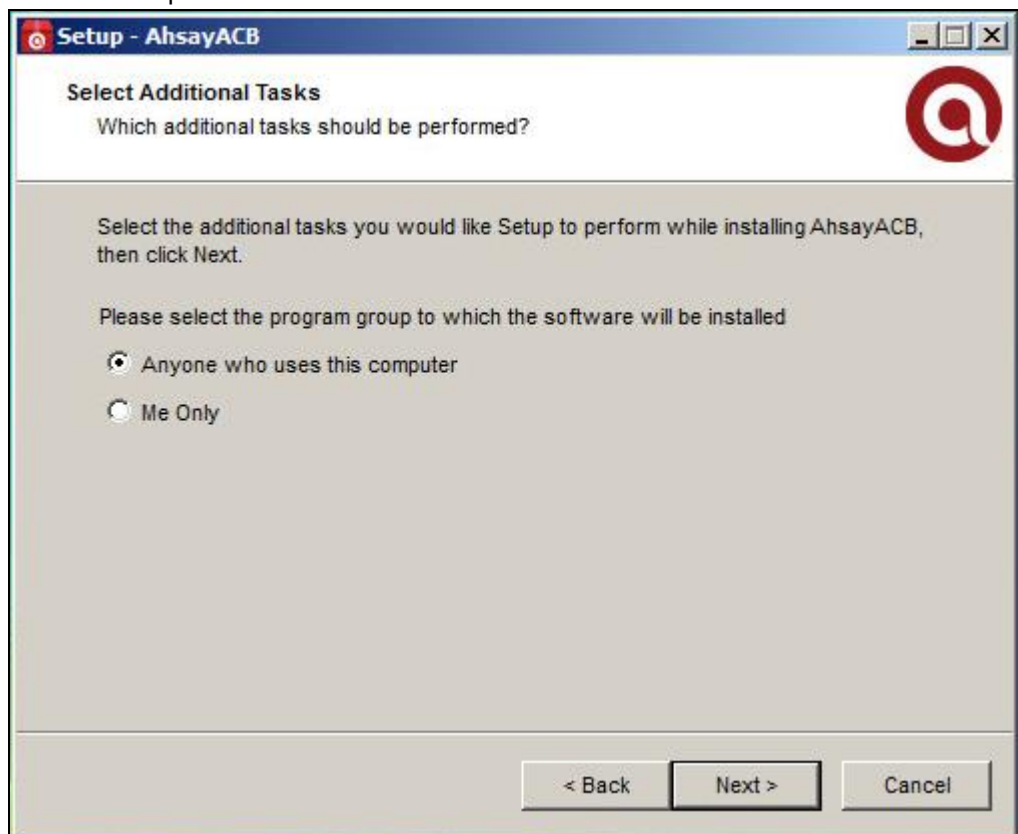 Setup - AhsayACB
Select Additional Tasks
Which additional tasks should be performed?
Select the additional tasks you would like Setup to perform while installing AhsayACB,
then click Next.
Please select the program group to which the software will be installed
Anyone who uses this computer
Me Only
< Back
Next >
Cancel